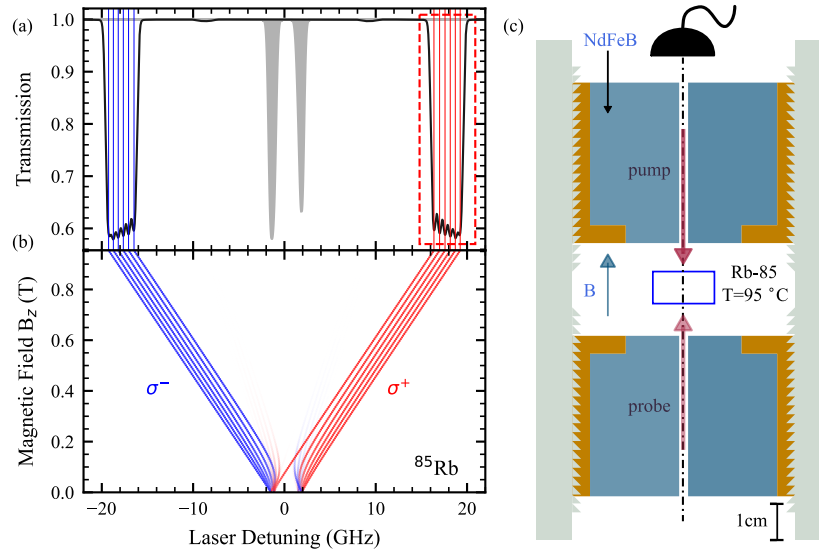 (a)
1.0
0.9
0.8
0.7
0.6
Transmission
(b)
0.8
0.6
0.4
0.2
0.0
Magnetic Field B_z (T)
σ⁻
σ⁺
⁸⁵Rb
−20
−10
0
10
20
Laser Detuning (GHz)
(c)
NdFeB
pump
B
Rb-85
T=95 °C
probe
1cm